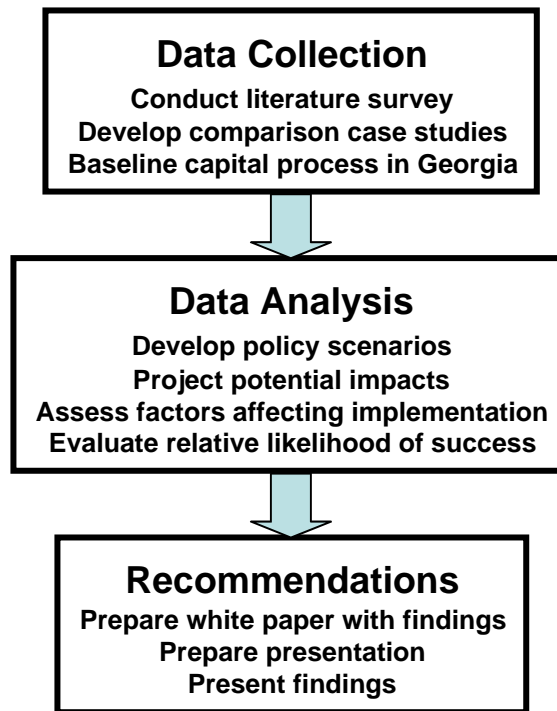 Data Collection
Conduct literature survey
Develop comparison case studies
Baseline capital process in Georgia
Data Analysis
Develop policy scenarios
Project potential impacts
Assess factors affecting implementation
Evaluate relative likelihood of success
Recommendations
Prepare white paper with findings
Prepare presentation
Present findings